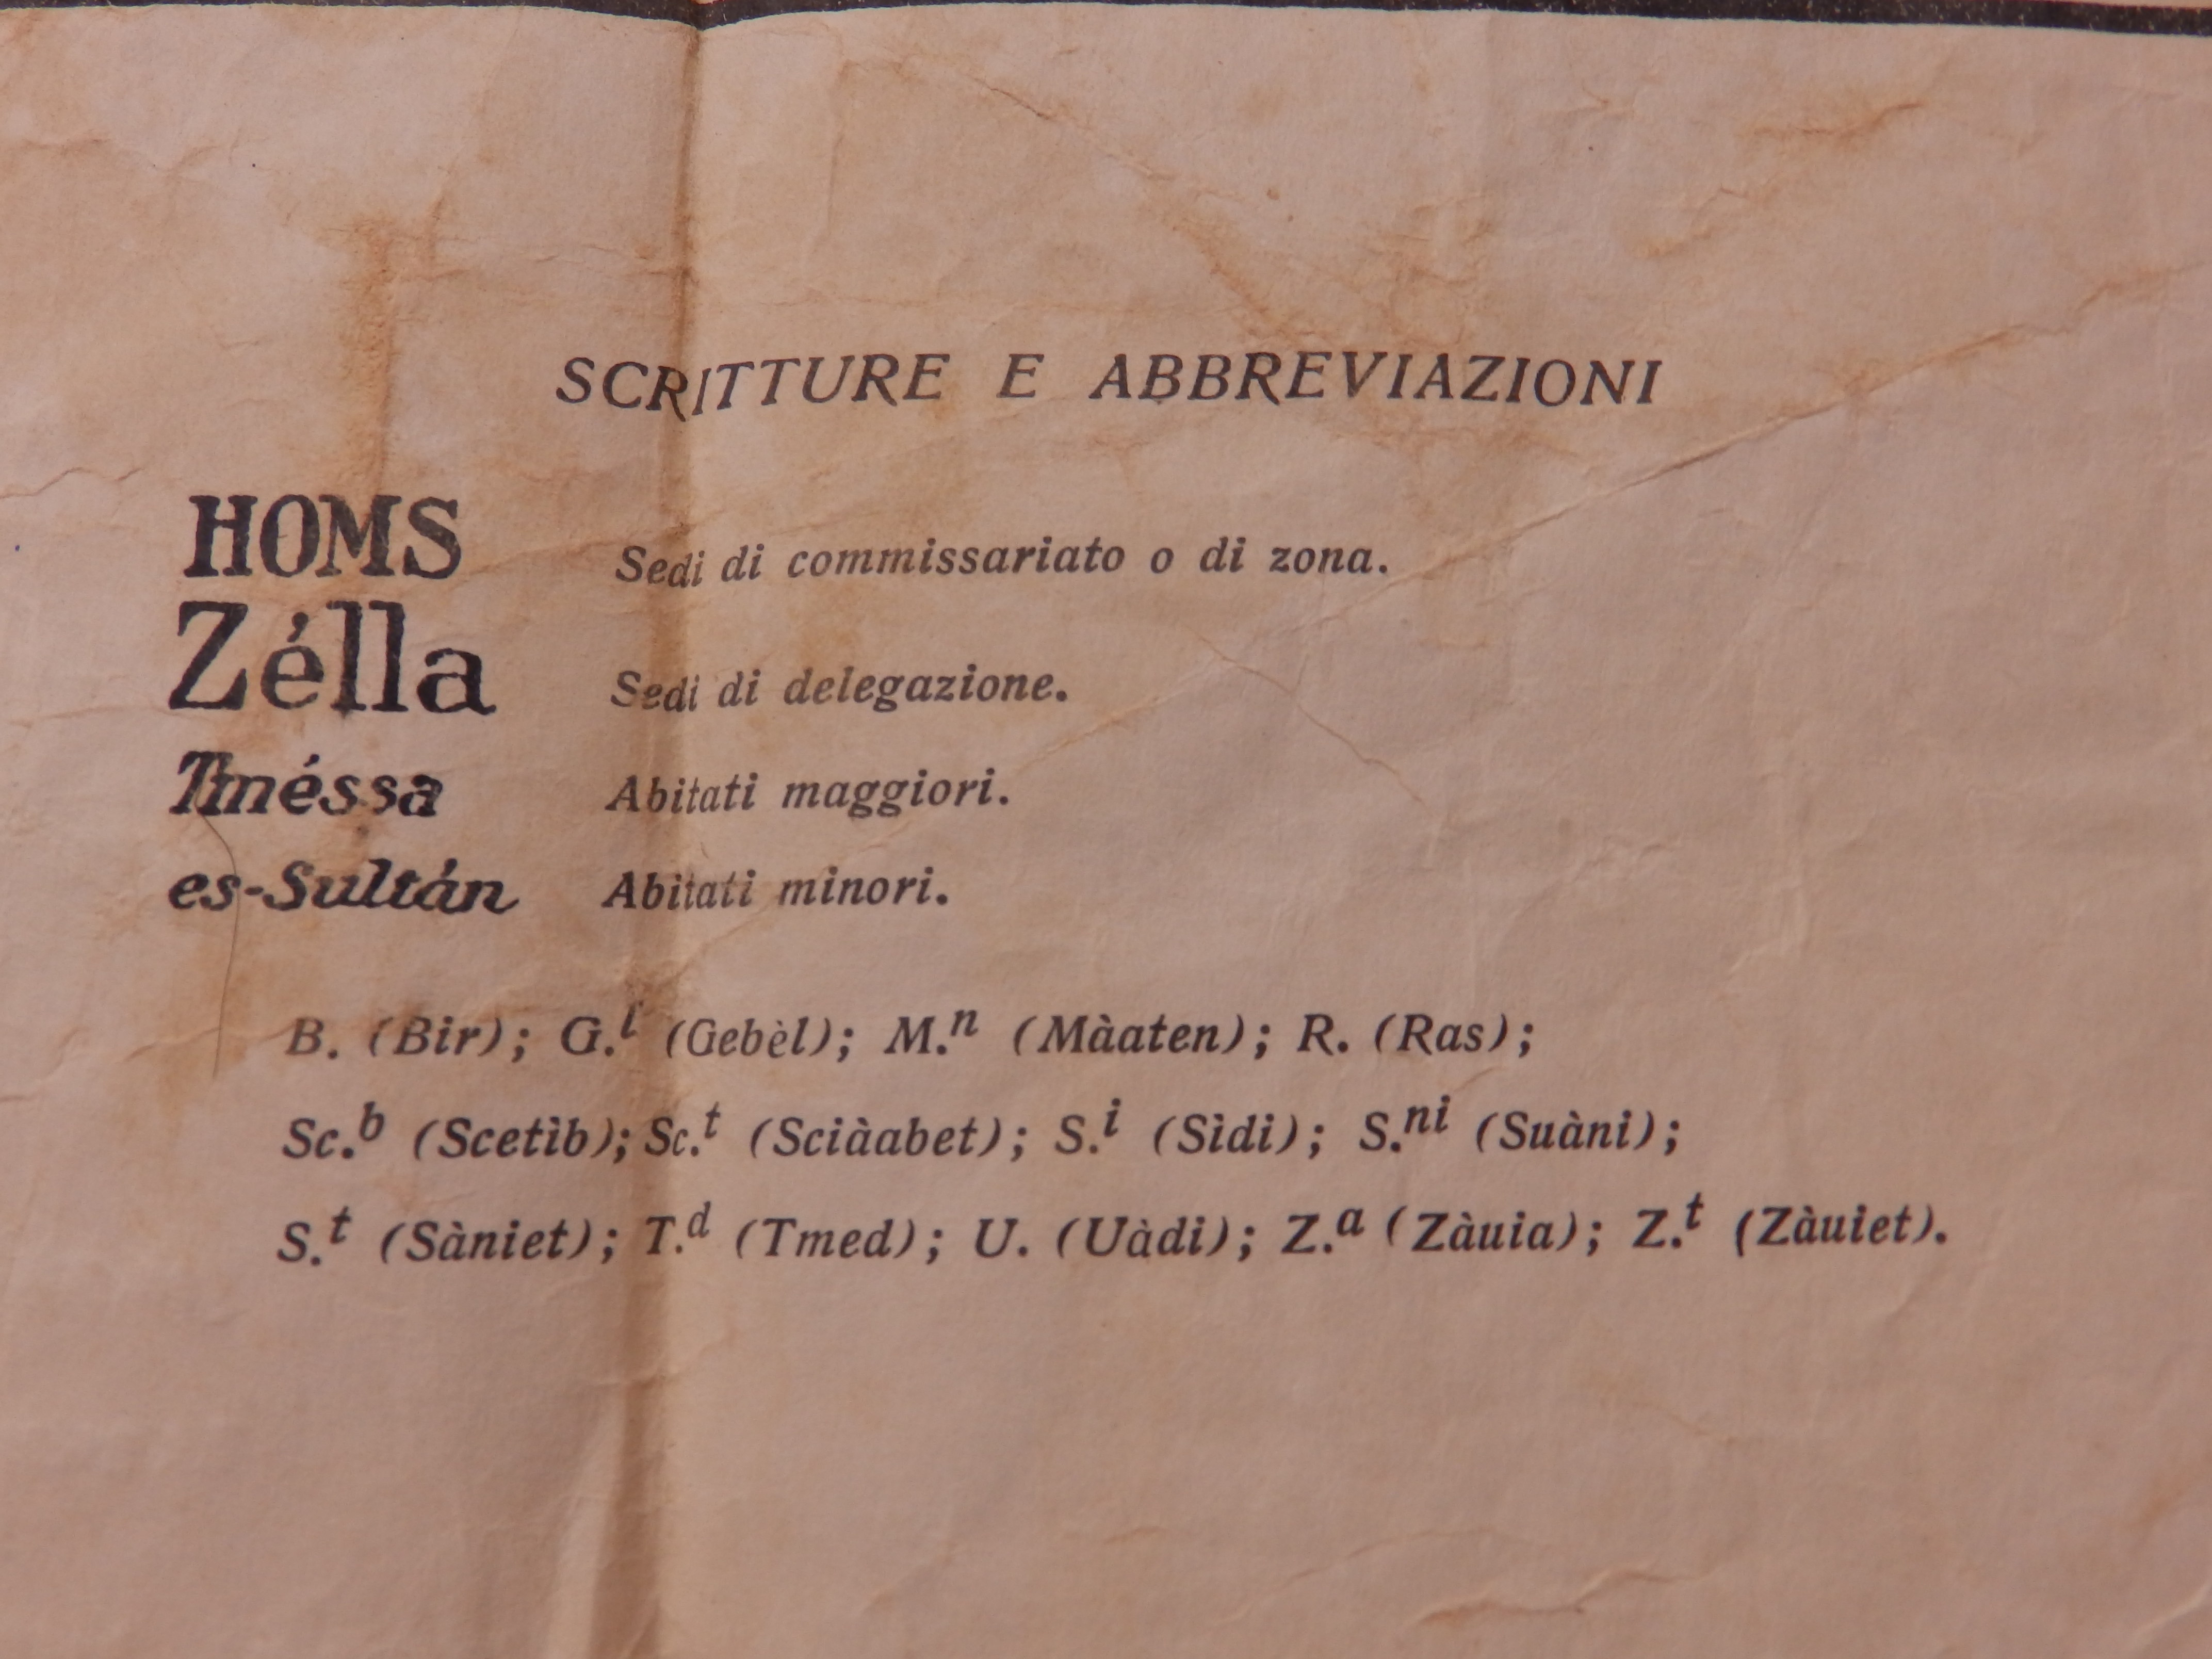 SCRITTURE E ABBREVIAZIONI
HOMS Sedi di commissariato o di zona.
Zélla Sedi di delegazione.
Tméssa Abitati maggiori.
es-Sultán Abitati minori.
B. (Bir); G.l (Gebèl); M.n (Màaten); R. (Ras);
Sc.b (Scetìb); Sc.t (Sciàabet); S.i (Sìdi); S.ni (Suàni);
S.t (Sàniet); T.d (Tmed); U. (Uàdi); Z.a (Zàuia); Z.t (Zàuiet).